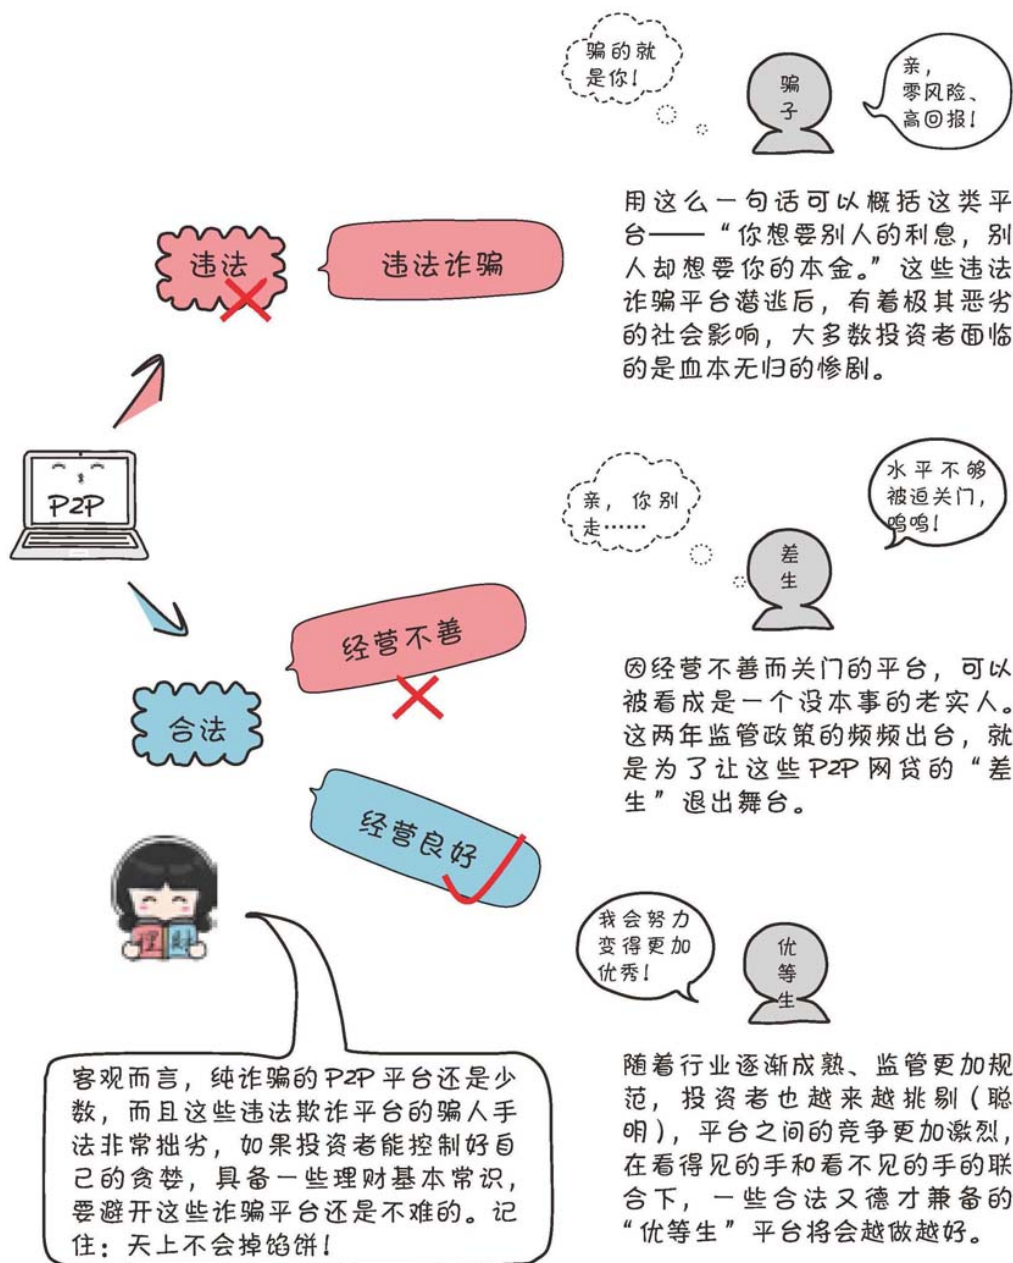 骗的就
是你！
骗
子
亲，
零风险、
高回报！
用这么一句话可以概括这类平
台——“你想要别人的利息，别
人却想要你的本金。”这些违法
诈骗平台潜逃后，有着极其恶劣
的社会影响，大多数投资者面临
的是血本无归的惨剧。
违法
违法诈骗
P2P
亲，你别
走……
差
生
水平不够
被迫关门，
呜呜！
因经营不善而关门的平台，可以
被看成是一个没本事的老实人。
这两年监管政策的频频出台，就
是为了让这些P2P网贷的“差
生”退出舞台。
经营不善
合法
经营良好
理
财
我会努力
变得更加
优秀！
优
等
生
随着行业逐渐成熟、监管更加规
范，投资者也越来越挑剔（聪
明），平台之间的竞争更加激烈，
在看得见的手和看不见的手的联
合下，一些合法又德才兼备的
“优等生”平台将会越做越好。
客观而言，纯诈骗的P2P平台还是少
数，而且这些违法欺诈平台的骗人手
法非常拙劣，如果投资者能控制好自
己的贪婪，具备一些理财基本常识，
要避开这些诈骗平台还是不难的。记
住：天上不会掉馅饼！